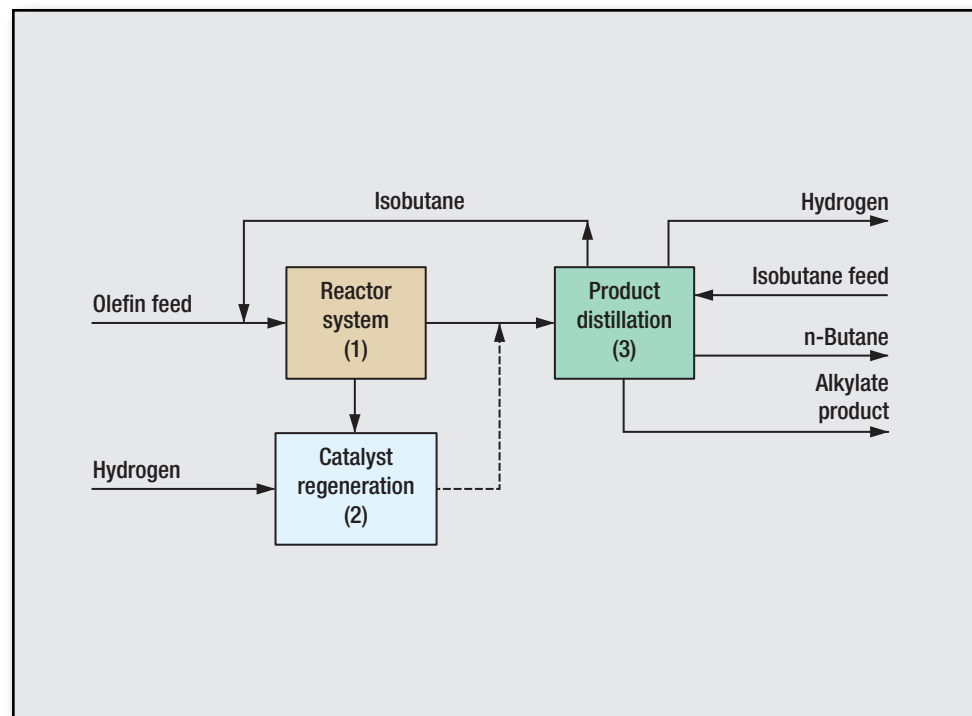 Isobutane
Hydrogen
Olefin feed
Reactor
system
(1)
Product
distillation
(3)
Isobutane feed
n-Butane
Alkylate
product
Hydrogen
Catalyst
regeneration
(2)